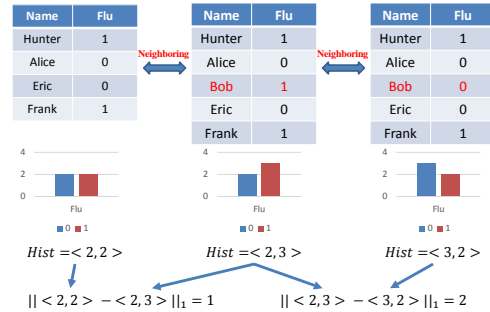 Name Flu
Hunter 1
Alice 0
Eric 0
Frank 1
Neighboring
Name Flu
Hunter 1
Alice 0
Bob 1
Eric 0
Frank 1
Neighboring
Name Flu
Hunter 1
Alice 0
Bob 0
Eric 0
Frank 1
4
2
0
Flu
0 1
4
2
0
Flu
0 1
4
2
0
Flu
0 1
Hist =< 2, 2 >
Hist =< 2, 3 >
Hist =< 3, 2 >
|| < 2, 2 > − < 2, 3 > ||₁ = 1
|| < 2, 3 > − < 3, 2 > ||₁ = 2